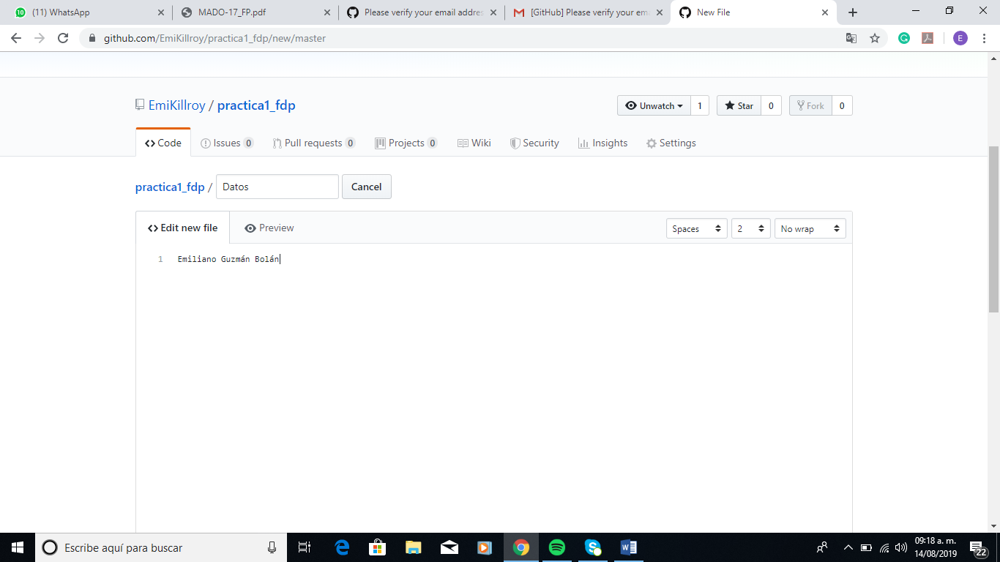 (11) WhatsApp
MADO-17_FP.pdf
Please verify your email addres
[GitHub] Please verify your ema
New File
github.com/EmiKillroy/practica1_fdp/new/master
E
EmiKillroy / practica1_fdp
Unwatch 1
Star 0
Fork 0
Code
Issues 0
Pull requests 0
Projects 0
Wiki
Security
Insights
Settings
practica1_fdp / Datos
Cancel
Edit new file
Preview
Spaces
2
No wrap
1 Emiliano Guzmán Bolán
Escribe aquí para buscar
09:18 a. m.
14/08/2019
22